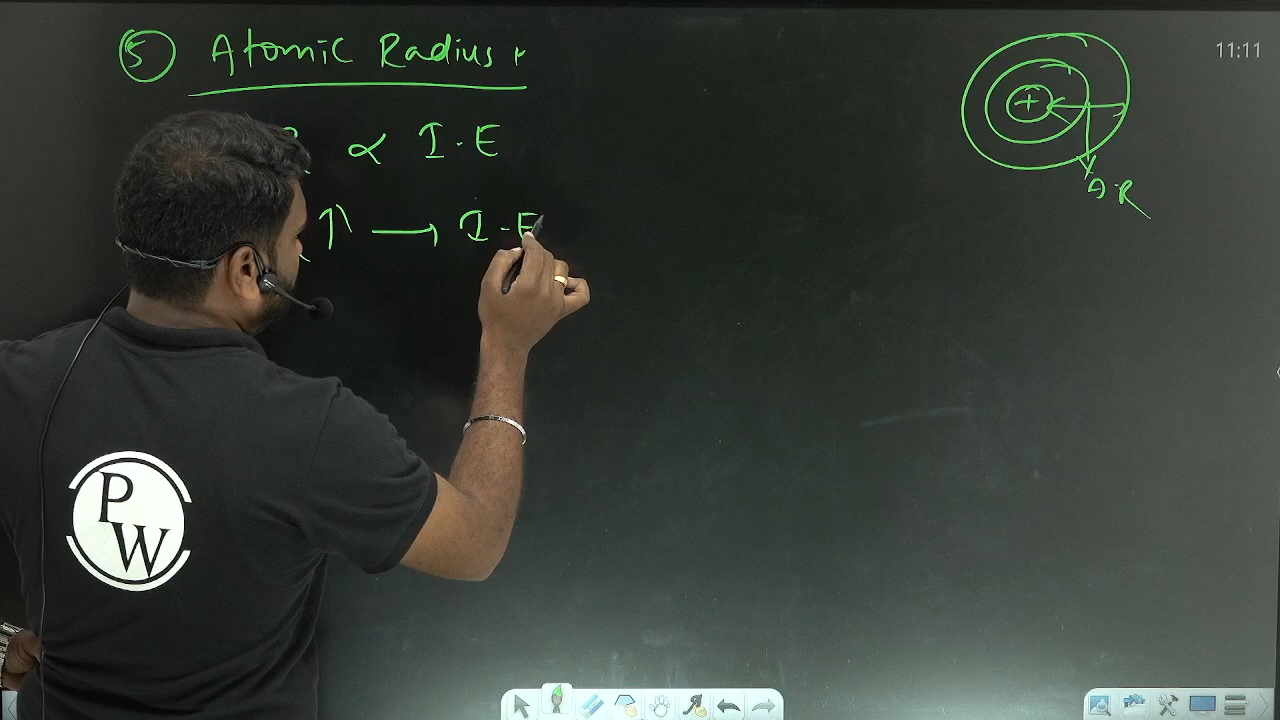 5 Atomic Radius :
11:11
+
∝ I.E
A.R
↑ → I.E
P
W